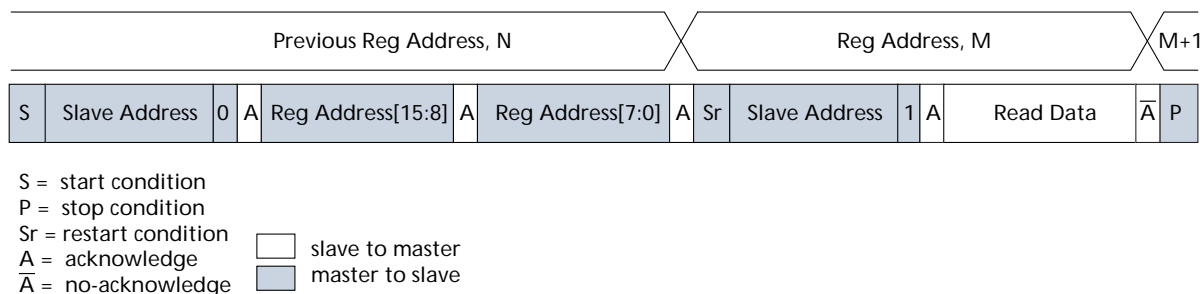 Previous Reg Address, N Reg Address, M M+1
S Slave Address 0 A Reg Address[15:8] A Reg Address[7:0] A Sr Slave Address 1 A Read Data A̅ P
S = start condition
P = stop condition
Sr = restart condition
A = acknowledge
A̅ = no-acknowledge
slave to master
master to slave